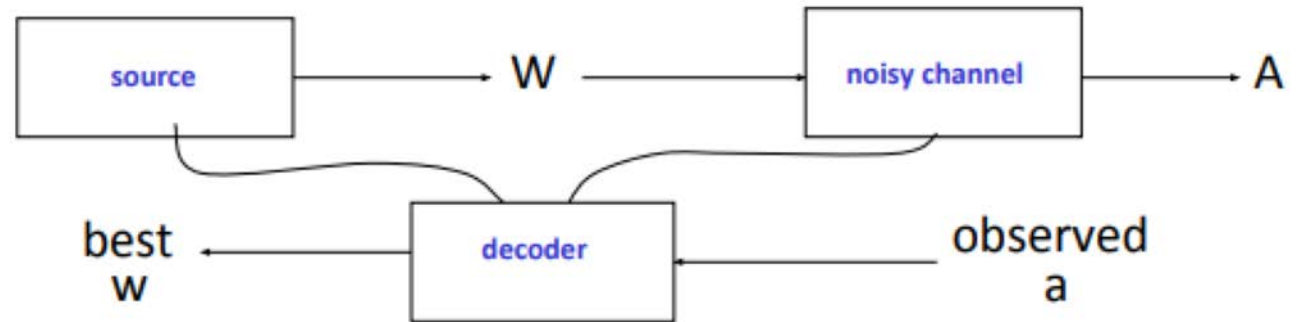 source
W
noisy channel
A
best
w
decoder
observed
a